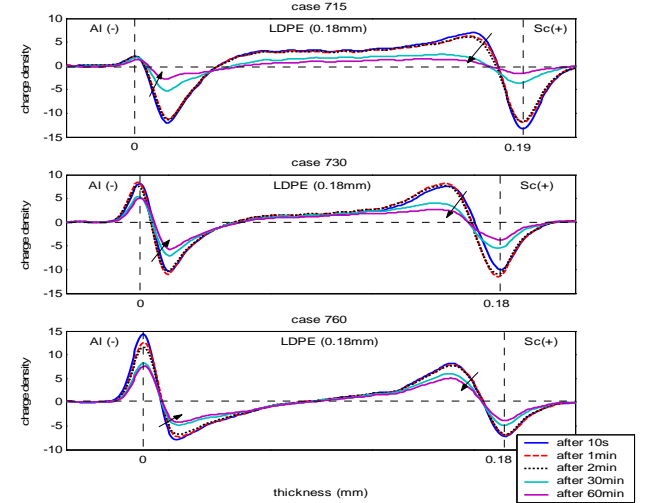 case 715
Al (-) LDPE (0.18mm) Sc(+)
10
5
0
-5
-10
-15
charge density
0 0.19
case 730
Al (-) LDPE (0.18mm) Sc(+)
10
5
0
-5
-10
-15
charge density
0 0.18
case 760
Al (-) LDPE (0.18mm) Sc(+)
15
10
5
0
-5
-10
charge density
0 0.18
thickness (mm)
after 10s
after 1min
after 2min
after 30min
after 60min